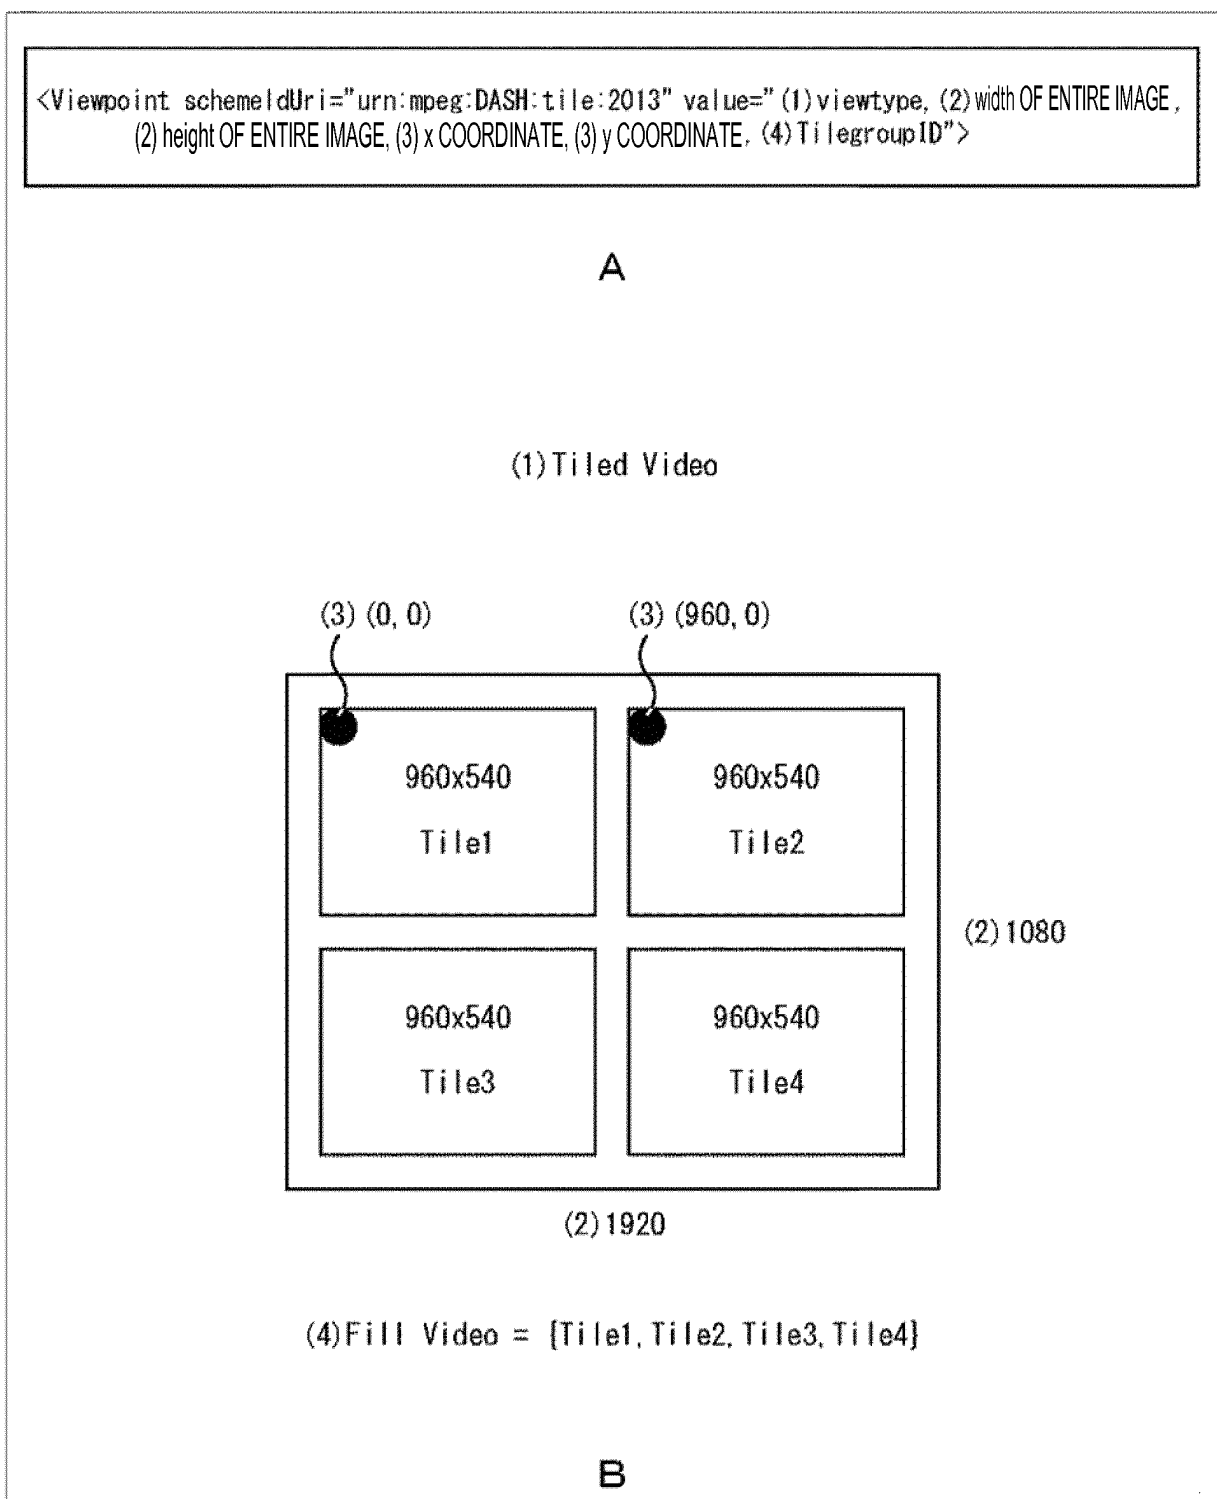 <Viewpoint schemeIdUri="urn:mpeg:DASH:tile:2013" value="(1)viewtype, (2) width OF ENTIRE IMAGE,
(2) height OF ENTIRE IMAGE, (3) x COORDINATE, (3) y COORDINATE, (4)TilegroupID">
A
(1)Tiled Video
(3) (0, 0) (3) (960, 0)
960x540 960x540
Tile1 Tile2
(2)1080
960x540 960x540
Tile3 Tile4
(2)1920
(4)Fill Video = {Tile1, Tile2, Tile3, Tile4}
B